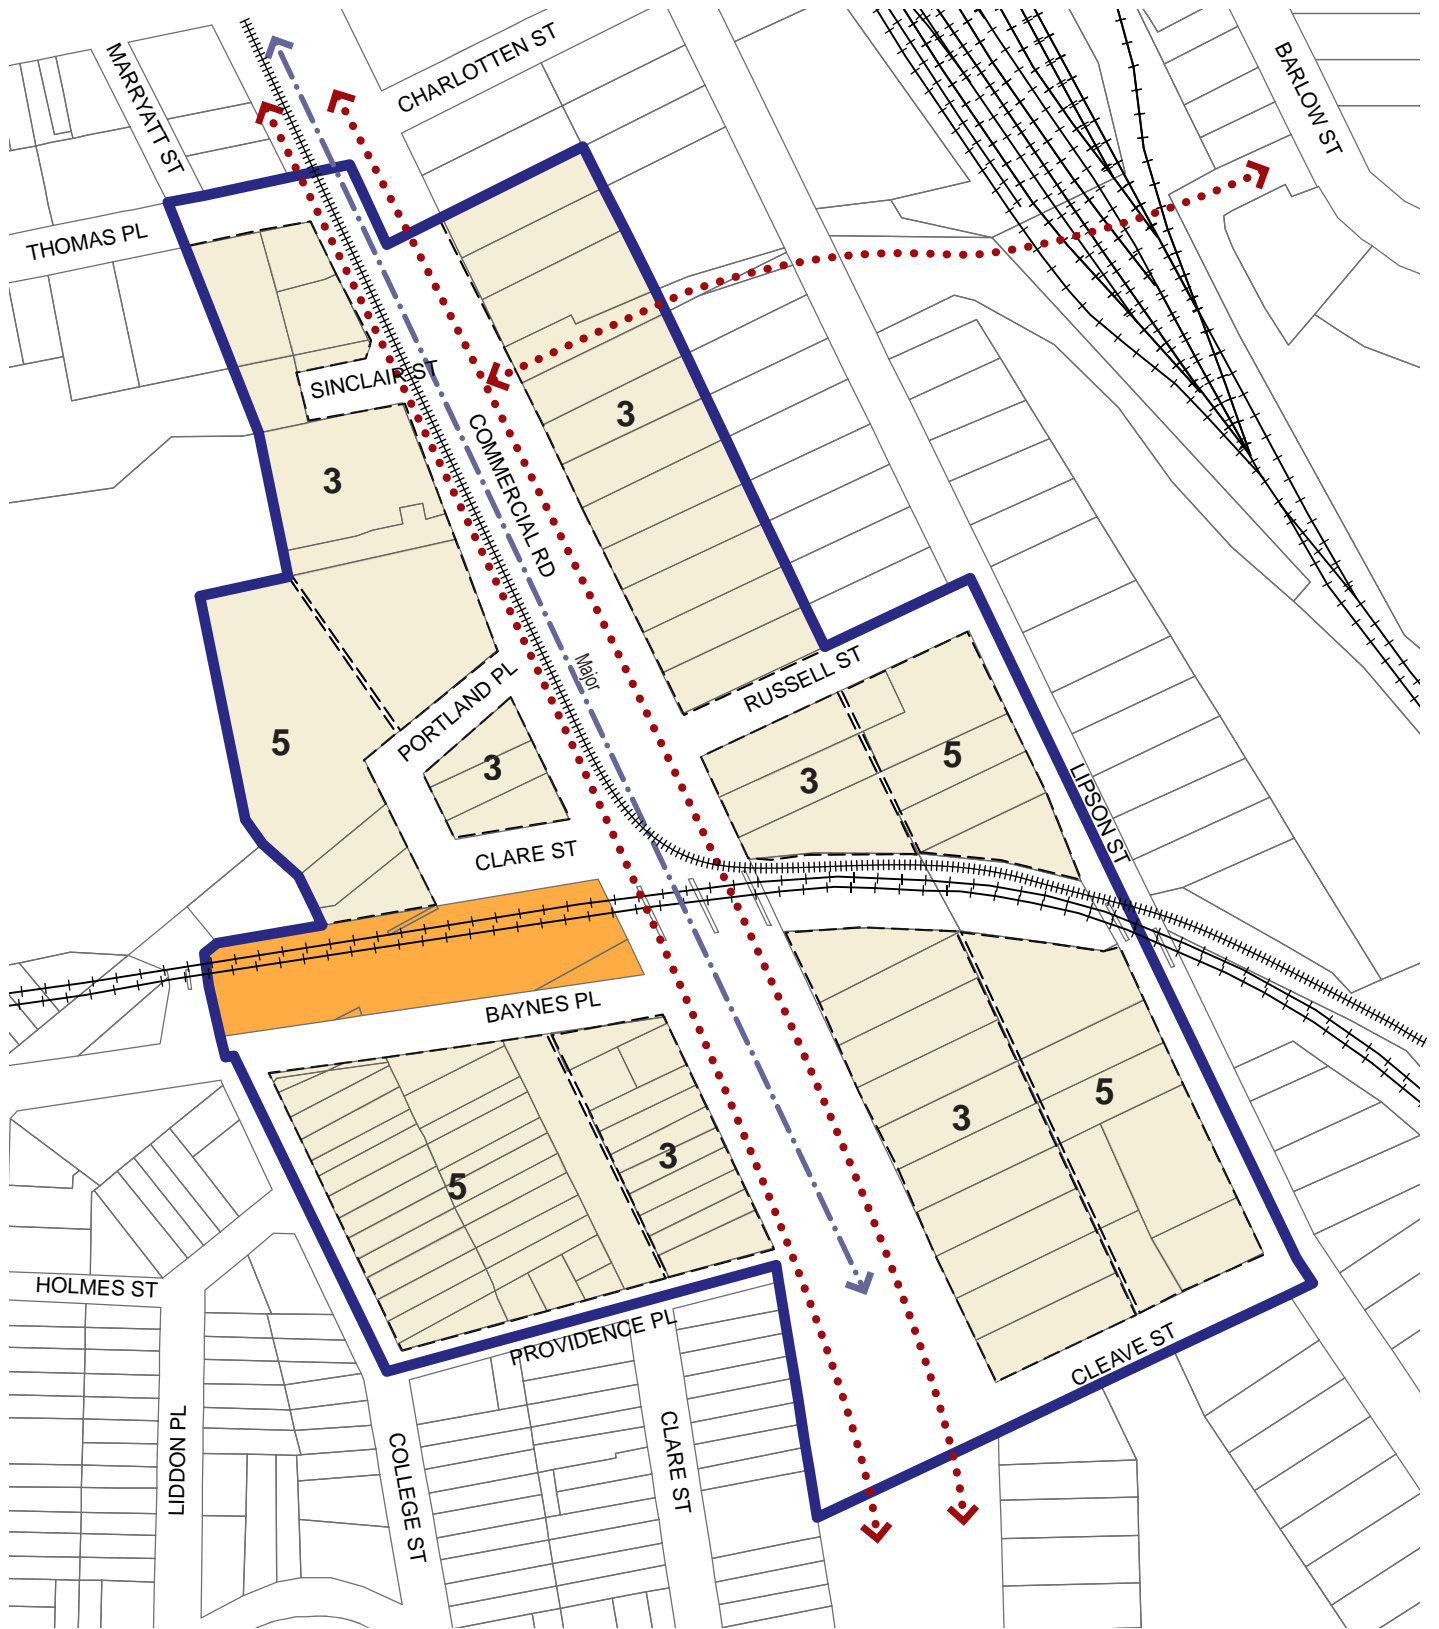 CHARLOTTEN ST
MARRYATT ST
BARLOW ST
THOMAS PL
SINCLAIR ST
3
COMMERCIAL RD
3
Major
RUSSELL ST
PORTLAND PL
5
3
3
5
LIPSON ST
CLARE ST
BAYNES PL
3
5
3
5
HOLMES ST
PROVIDENCE PL
CLEAVE ST
LIDDON PL
COLLEGE ST
CLARE ST